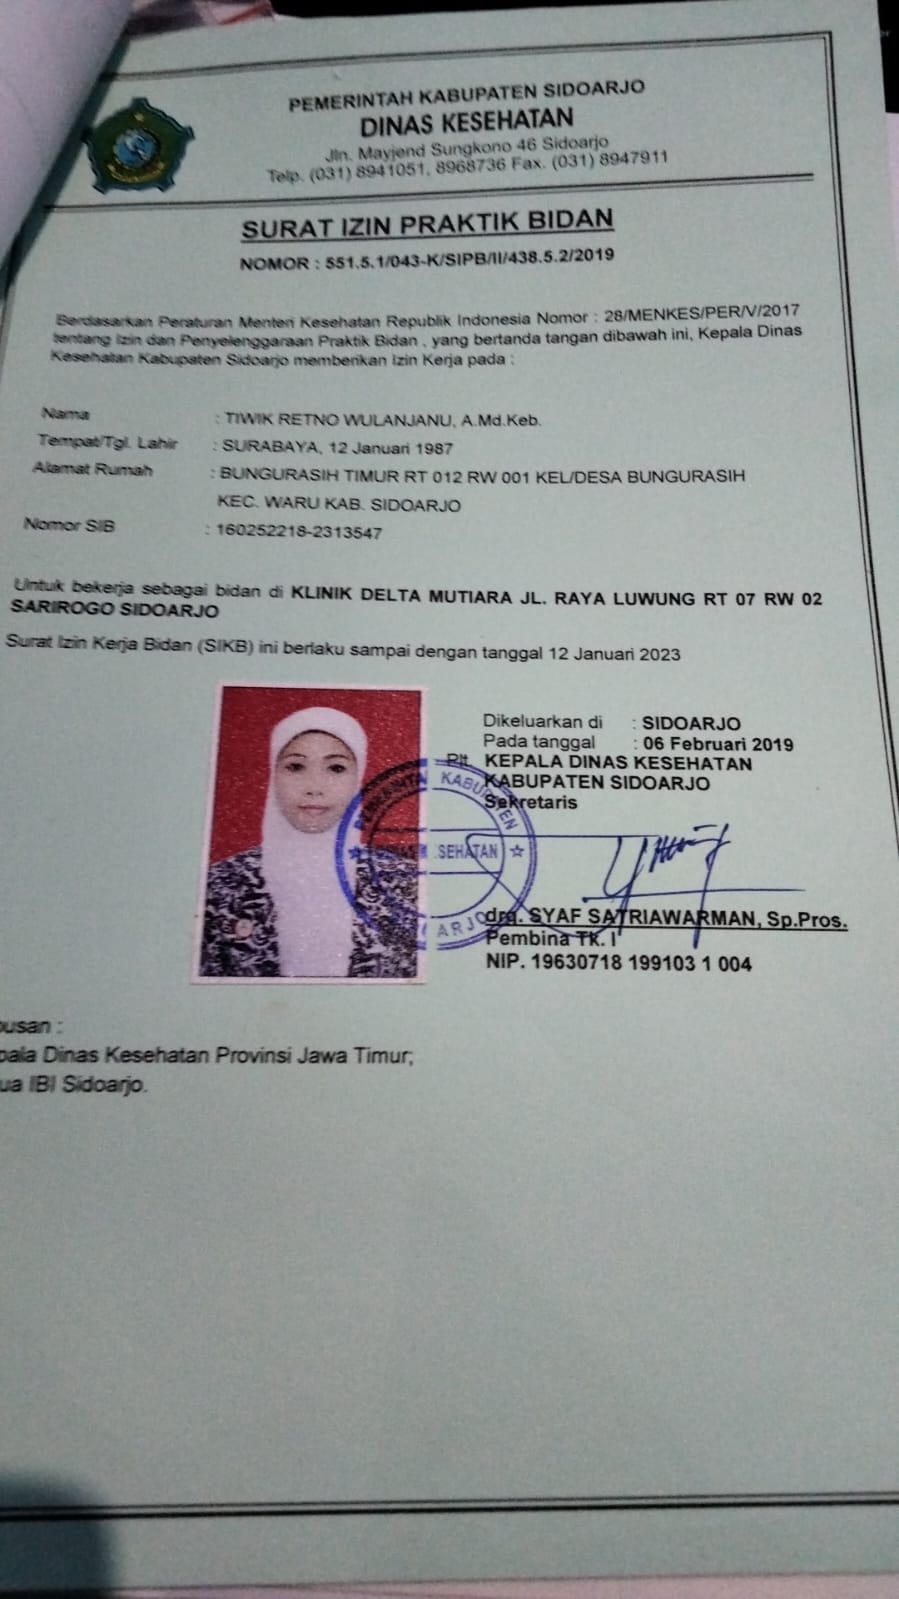 PEMERINTAH KABUPATEN SIDOARJO
DINAS KESEHATAN
Jln. Mayjend Sungkono 46 Sidoarjo
Telp. (031) 8941051, 8968736 Fax. (031) 8947911
SURAT IZIN PRAKTIK BIDAN
NOMOR : 551.5.1/043-K/SIPB/II/438.5.2/2019
Berdasarkan Peraturan Menteri Kesehatan Republik Indonesia Nomor : 28/MENKES/PER/V/2017
tentang Izin dan Penyelenggaraan Praktik Bidan , yang bertanda tangan dibawah ini, Kepala Dinas
Kesehatan Kabupaten Sidoarjo memberikan Izin Kerja pada :
Nama : TIWIK RETNO WULANJANU, A.Md.Keb.
Tempat/Tgl. Lahir : SURABAYA, 12 Januari 1987
Alamat Rumah : BUNGURASIH TIMUR RT 012 RW 001 KEL/DESA BUNGURASIH
KEC. WARU KAB. SIDOARJO
Nomor SIB : 160252218-2313547
Untuk bekerja sebagai bidan di KLINIK DELTA MUTIARA JL. RAYA LUWUNG RT 07 RW 02
SARIROGO SIDOARJO
Surat Izin Kerja Bidan (SIKB) ini berlaku sampai dengan tanggal 12 Januari 2023
Dikeluarkan di : SIDOARJO
Pada tanggal : 06 Februari 2019
Plt. KEPALA DINAS KESEHATAN
KABUPATEN SIDOARJO
Sekretaris
KABUPATEN
SEHATAN
ARJO
drg. SYAF SATRIAWARMAN, Sp.Pros.
Pembina Tk. I
NIP. 19630718 199103 1 004
busan :
pala Dinas Kesehatan Provinsi Jawa Timur;
ua IBI Sidoarjo.